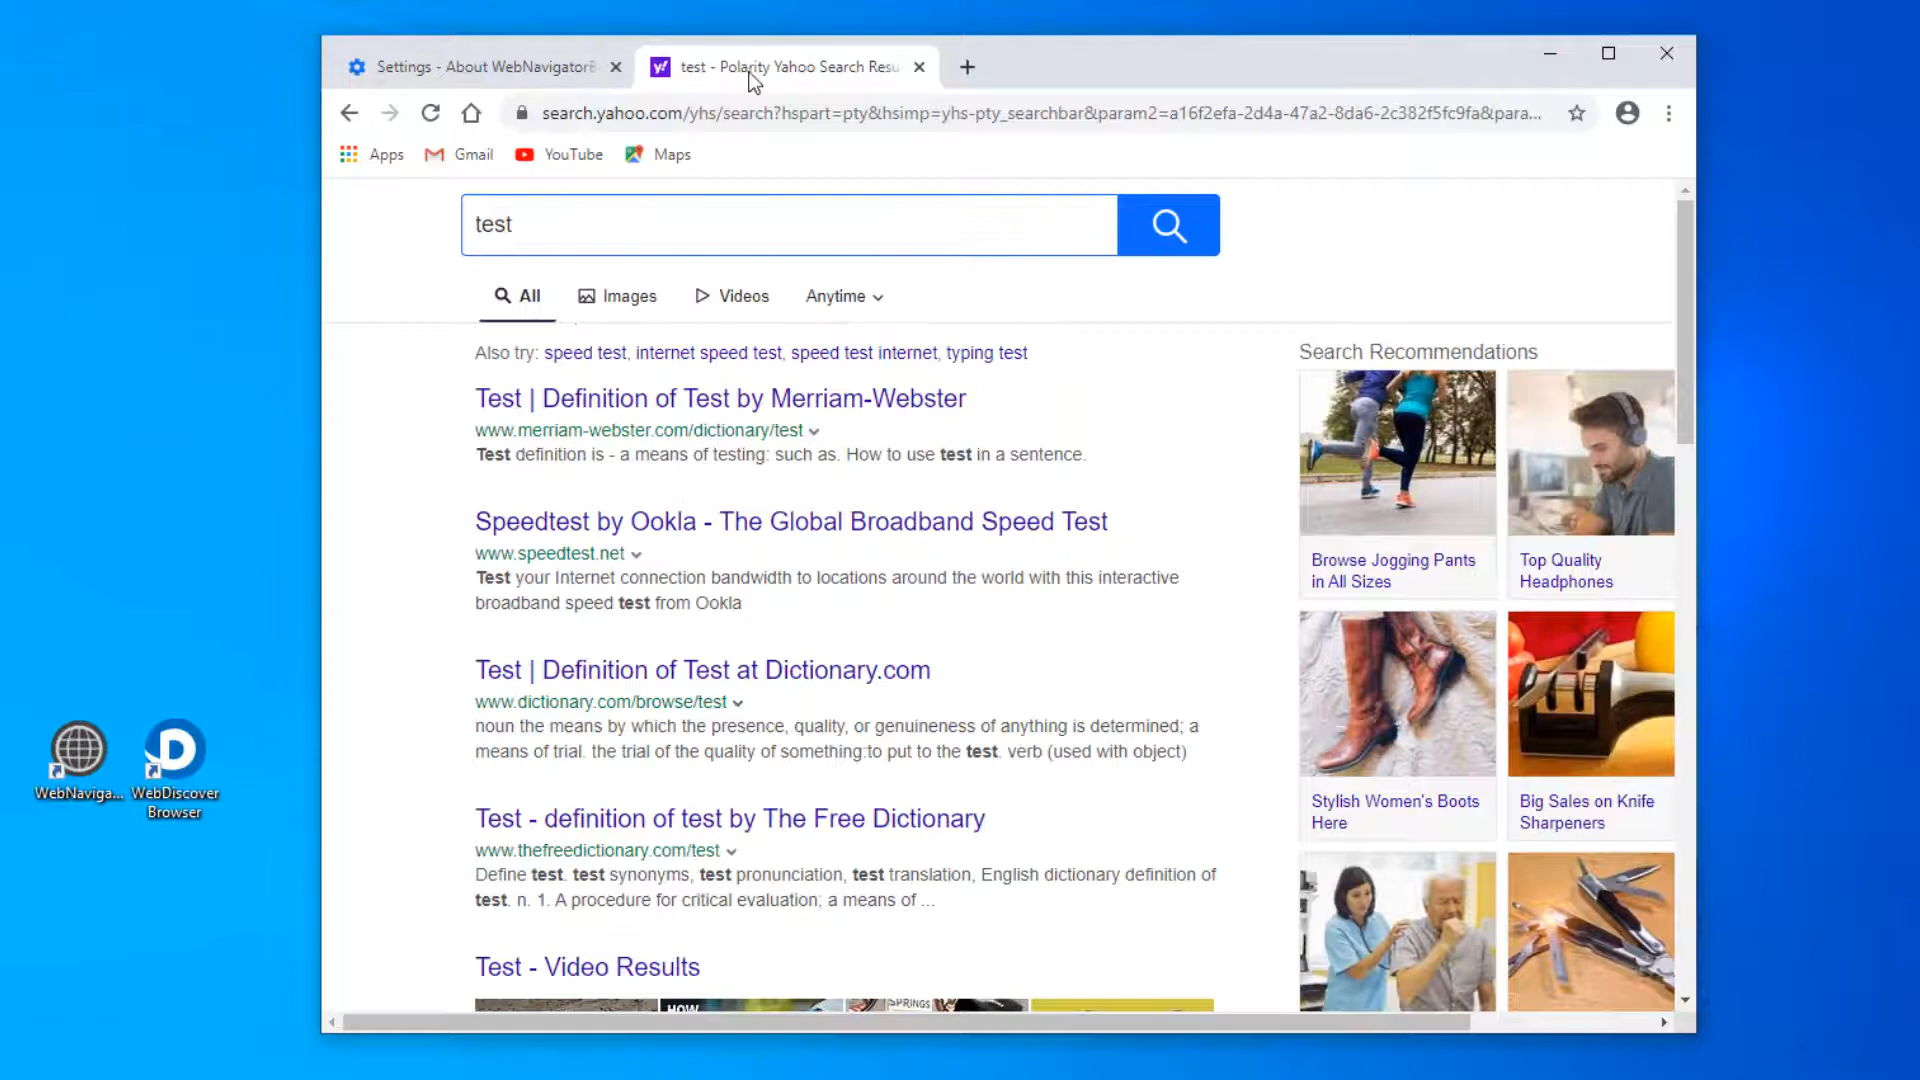 Settings - About WebNavigatorB
test - Polarity Yahoo Search Resu
search.yahoo.com/yhs/search?hspart=pty&hsimp=yhs-pty_searchbar&param2=a16f2efa-2d4a-47a2-8da6-2c382f5fc9fa&para...
Apps Gmail YouTube Maps
test
All Images Videos Anytime
Also try: speed test, internet speed test, speed test internet, typing test
Test | Definition of Test by Merriam-Webster
www.merriam-webster.com/dictionary/test
Test definition is - a means of testing: such as. How to use test in a sentence.
Speedtest by Ookla - The Global Broadband Speed Test
www.speedtest.net
Test your Internet connection bandwidth to locations around the world with this interactive
broadband speed test from Ookla
Test | Definition of Test at Dictionary.com
www.dictionary.com/browse/test
noun the means by which the presence, quality, or genuineness of anything is determined; a
means of trial. the trial of the quality of something:to put to the test. verb (used with object)
Test - definition of test by The Free Dictionary
www.thefreedictionary.com/test
Define test. test synonyms, test pronunciation, test translation, English dictionary definition of
test. n. 1. A procedure for critical evaluation; a means of ...
Test - Video Results
HOW
SPRINGS
Search Recommendations
Browse Jogging Pants
in All Sizes
Top Quality
Headphones
Stylish Women's Boots
Here
Big Sales on Knife
Sharpeners
WebNaviga...
WebDiscover
Browser